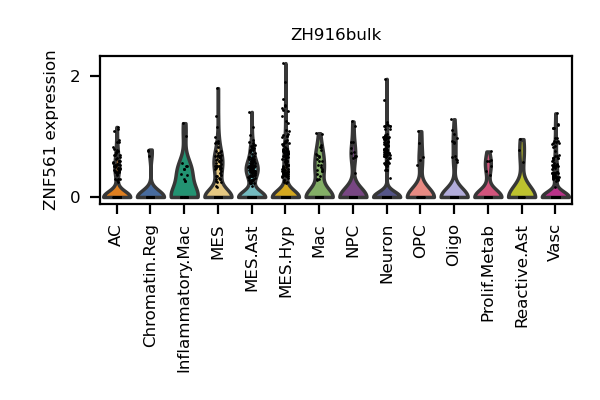 ZH916bulk
ZNF561 expression
2
0
AC
Chromatin.Reg
Inflammatory.Mac
MES
MES.Ast
MES.Hyp
Mac
NPC
Neuron
OPC
Oligo
Prolif.Metab
Reactive.Ast
Vasc